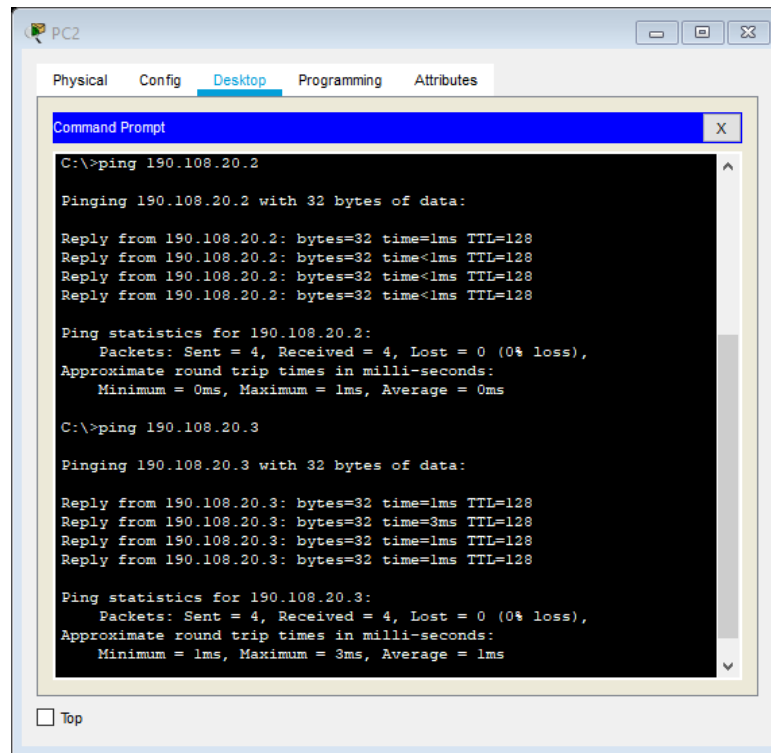 PC2
Physical Config Desktop Programming Attributes
Command Prompt
X
C:\>ping 190.108.20.2
Pinging 190.108.20.2 with 32 bytes of data:
Reply from 190.108.20.2: bytes=32 time=1ms TTL=128
Reply from 190.108.20.2: bytes=32 time<1ms TTL=128
Reply from 190.108.20.2: bytes=32 time<1ms TTL=128
Reply from 190.108.20.2: bytes=32 time<1ms TTL=128
Ping statistics for 190.108.20.2:
Packets: Sent = 4, Received = 4, Lost = 0 (0% loss),
Approximate round trip times in milli-seconds:
Minimum = 0ms, Maximum = 1ms, Average = 0ms
C:\>ping 190.108.20.3
Pinging 190.108.20.3 with 32 bytes of data:
Reply from 190.108.20.3: bytes=32 time=1ms TTL=128
Reply from 190.108.20.3: bytes=32 time=3ms TTL=128
Reply from 190.108.20.3: bytes=32 time=1ms TTL=128
Reply from 190.108.20.3: bytes=32 time=1ms TTL=128
Ping statistics for 190.108.20.3:
Packets: Sent = 4, Received = 4, Lost = 0 (0% loss),
Approximate round trip times in milli-seconds:
Minimum = 1ms, Maximum = 3ms, Average = 1ms
Top